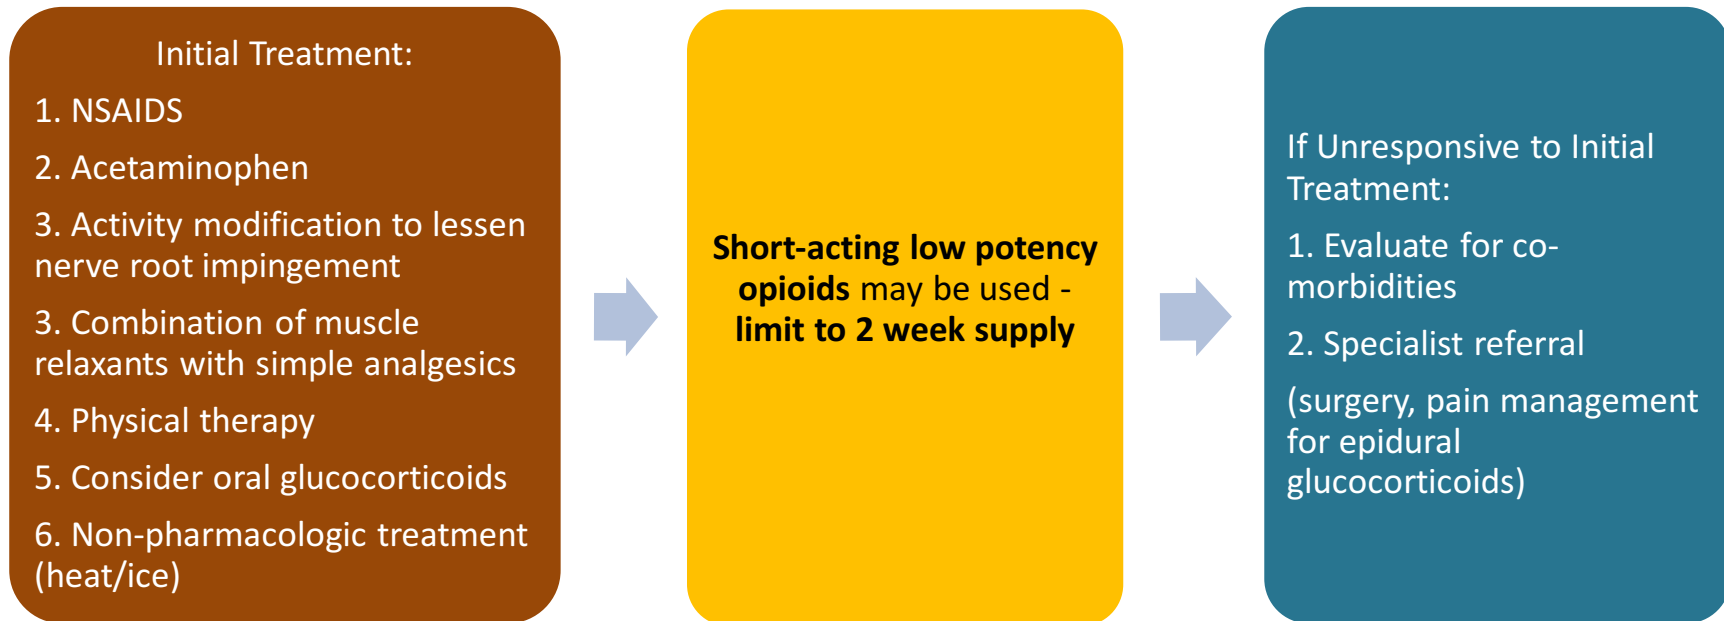 Initial Treatment:
1. NSAIDS
2. Acetaminophen
3. Activity modification to lessen
nerve root impingement
3. Combination of muscle
relaxants with simple analgesics
4. Physical therapy
5. Consider oral glucocorticoids
6. Non-pharmacologic treatment
(heat/ice)
Short-acting low potency
opioids may be used -
limit to 2 week supply
If Unresponsive to Initial
Treatment:
1. Evaluate for co-
morbidities
2. Specialist referral
(surgery, pain management
for epidural
glucocorticoids)